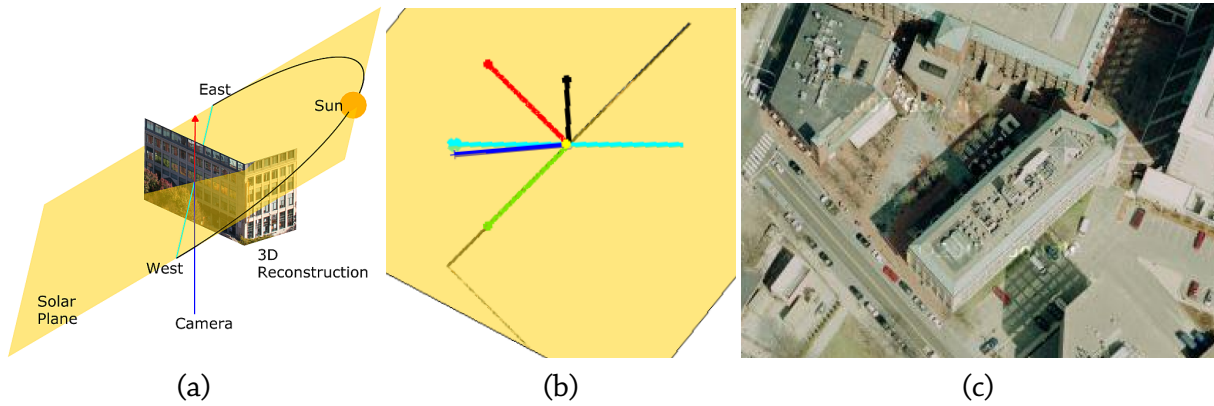 East
Sun
West
3D
Reconstruction
Solar
Plane
Camera
(a)
(b)
(c)